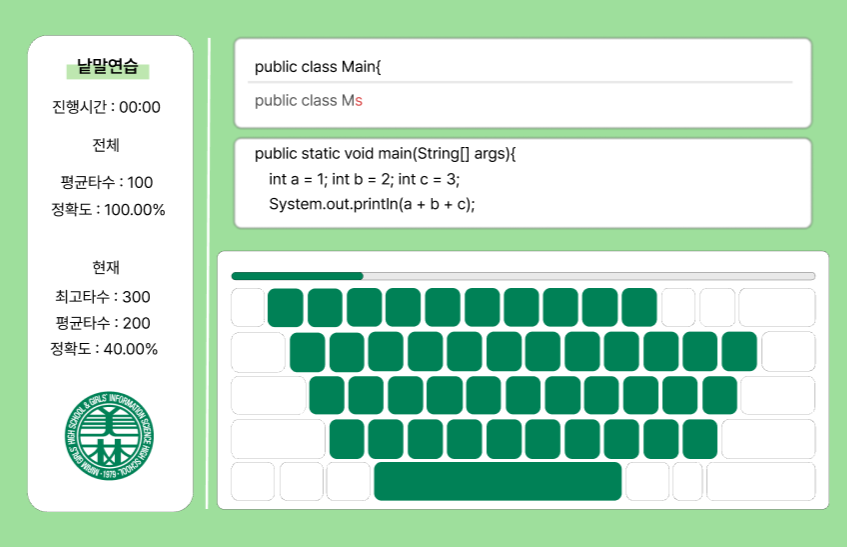 낱말연습
진행시간 : 00:00
전체
평균타수 : 100
정확도 : 100.00%
현재
최고타수 : 300
평균타수 : 200
정확도 : 40.00%
MIRIM GIRLS' HIGH SCHOOL & GIRLS' INFORMATION SCIENCE HIGH SCHOOL
·1979·
public class Main{
public class Ms
public static void main(String[] args){
int a = 1; int b = 2; int c = 3;
System.out.println(a + b + c);